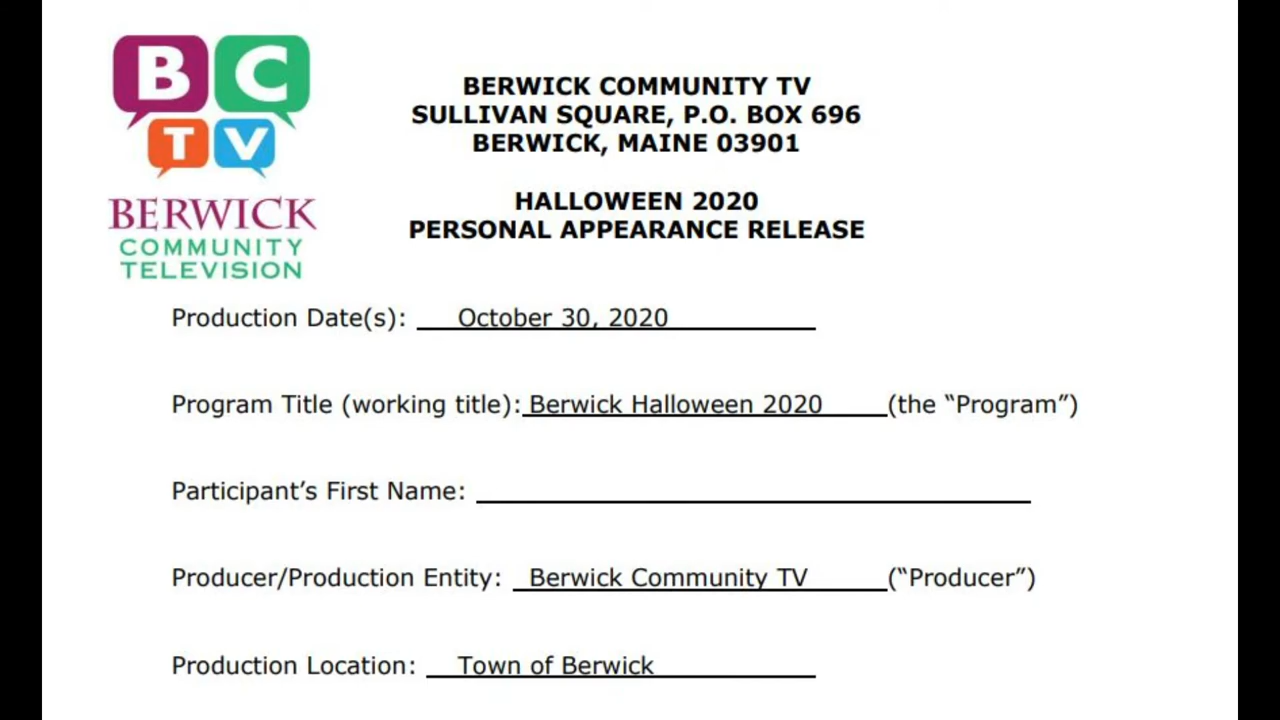 BC
TV
BERWICK
COMMUNITY
TELEVISION
BERWICK COMMUNITY TV
SULLIVAN SQUARE, P.O. BOX 696
BERWICK, MAINE 03901
HALLOWEEN 2020
PERSONAL APPEARANCE RELEASE
Production Date(s): October 30, 2020
Program Title (working title): Berwick Halloween 2020 (the “Program”)
Participant’s First Name:
Producer/Production Entity: Berwick Community TV (“Producer”)
Production Location: Town of Berwick